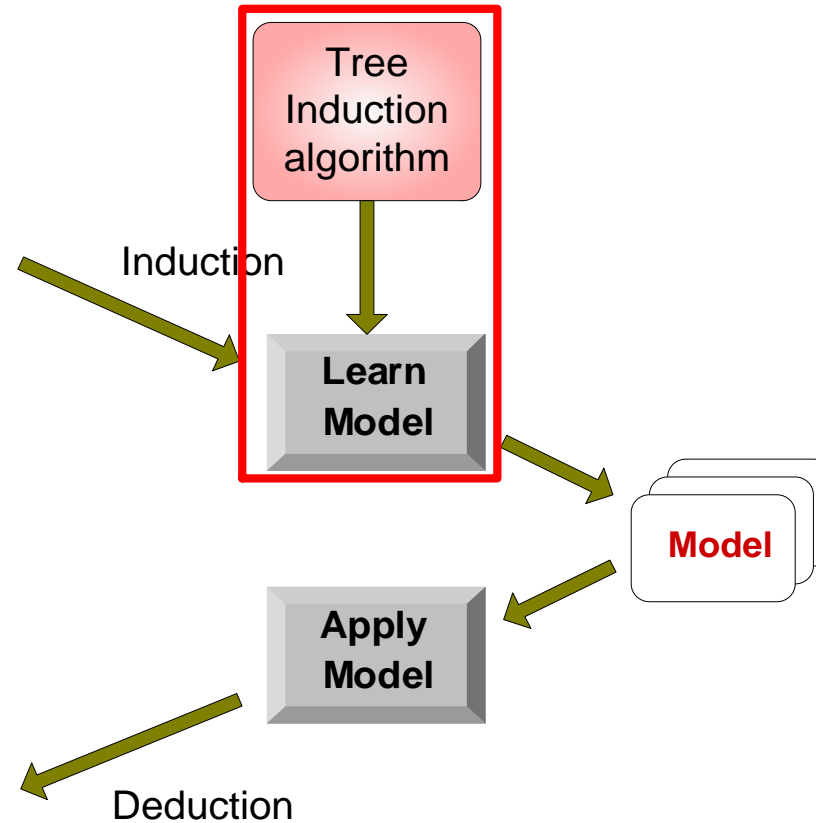 Tree
Induction
algorithm
Induction
Learn
Model
Model
Apply
Model
Deduction